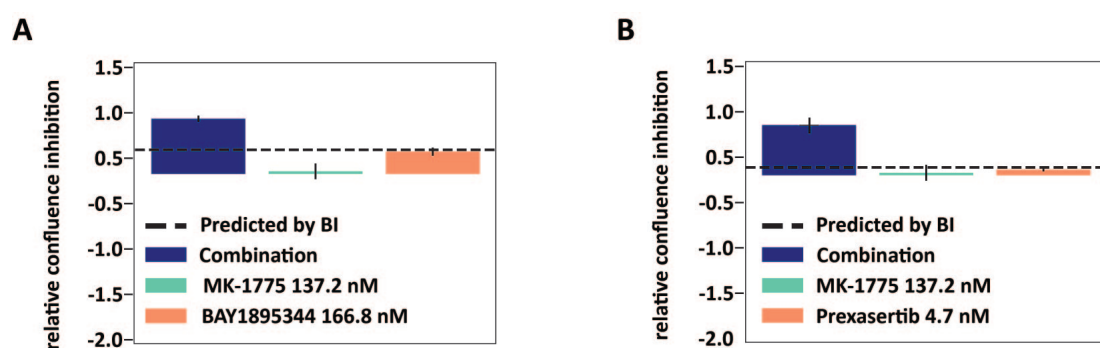 A
relative confluence inhibition
1.5
1.0
0.5
-0.5
-1.0
-1.5
-2.0
Predicted by BI
Combination
MK-1775 137.2 nM
BAY1895344 166.8 nM
B
relative confluence inhibition
1.5
1.0
0.5
-0.5
-1.0
-1.5
-2.0
Predicted by BI
Combination
MK-1775 137.2 nM
Prexasertib 4.7 nM